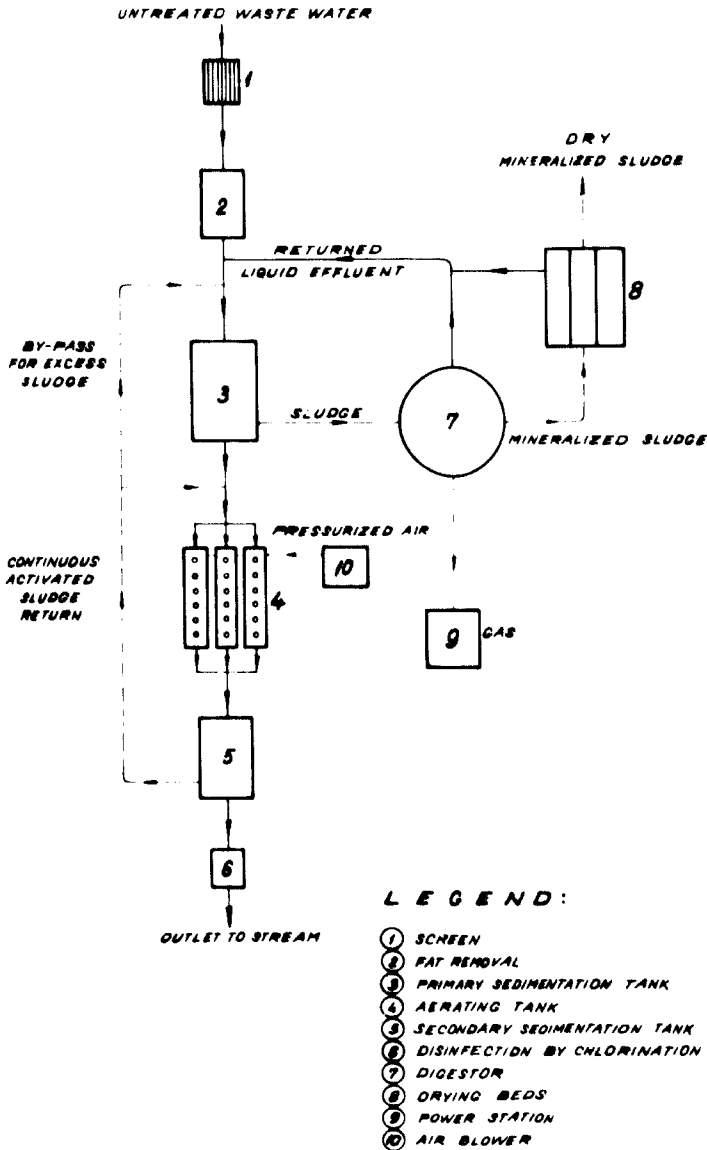 UNTREATED WASTE WATER
1
DRY
MINERALIZED SLUDGE
2
RETURNED
LIQUID EFFLUENT
8
BY-PASS
FOR EXCESS
SLUDGE
3
SLUDGE
7
MINERALIZED SLUDGE
PRESSURIZED AIR
10
CONTINUOUS
ACTIVATED
SLUDGE
RETURN
4
9
GAS
5
6
OUTLET TO STREAM
LEGEND:
1 SCREEN
2 FAT REMOVAL
3 PRIMARY SEDIMENTATION TANK
4 AERATING TANK
5 SECONDARY SEDIMENTATION TANK
6 DISINFECTION BY CHLORINATION
7 DIGESTOR
8 DRYING BEDS
9 POWER STATION
10 AIR BLOWER